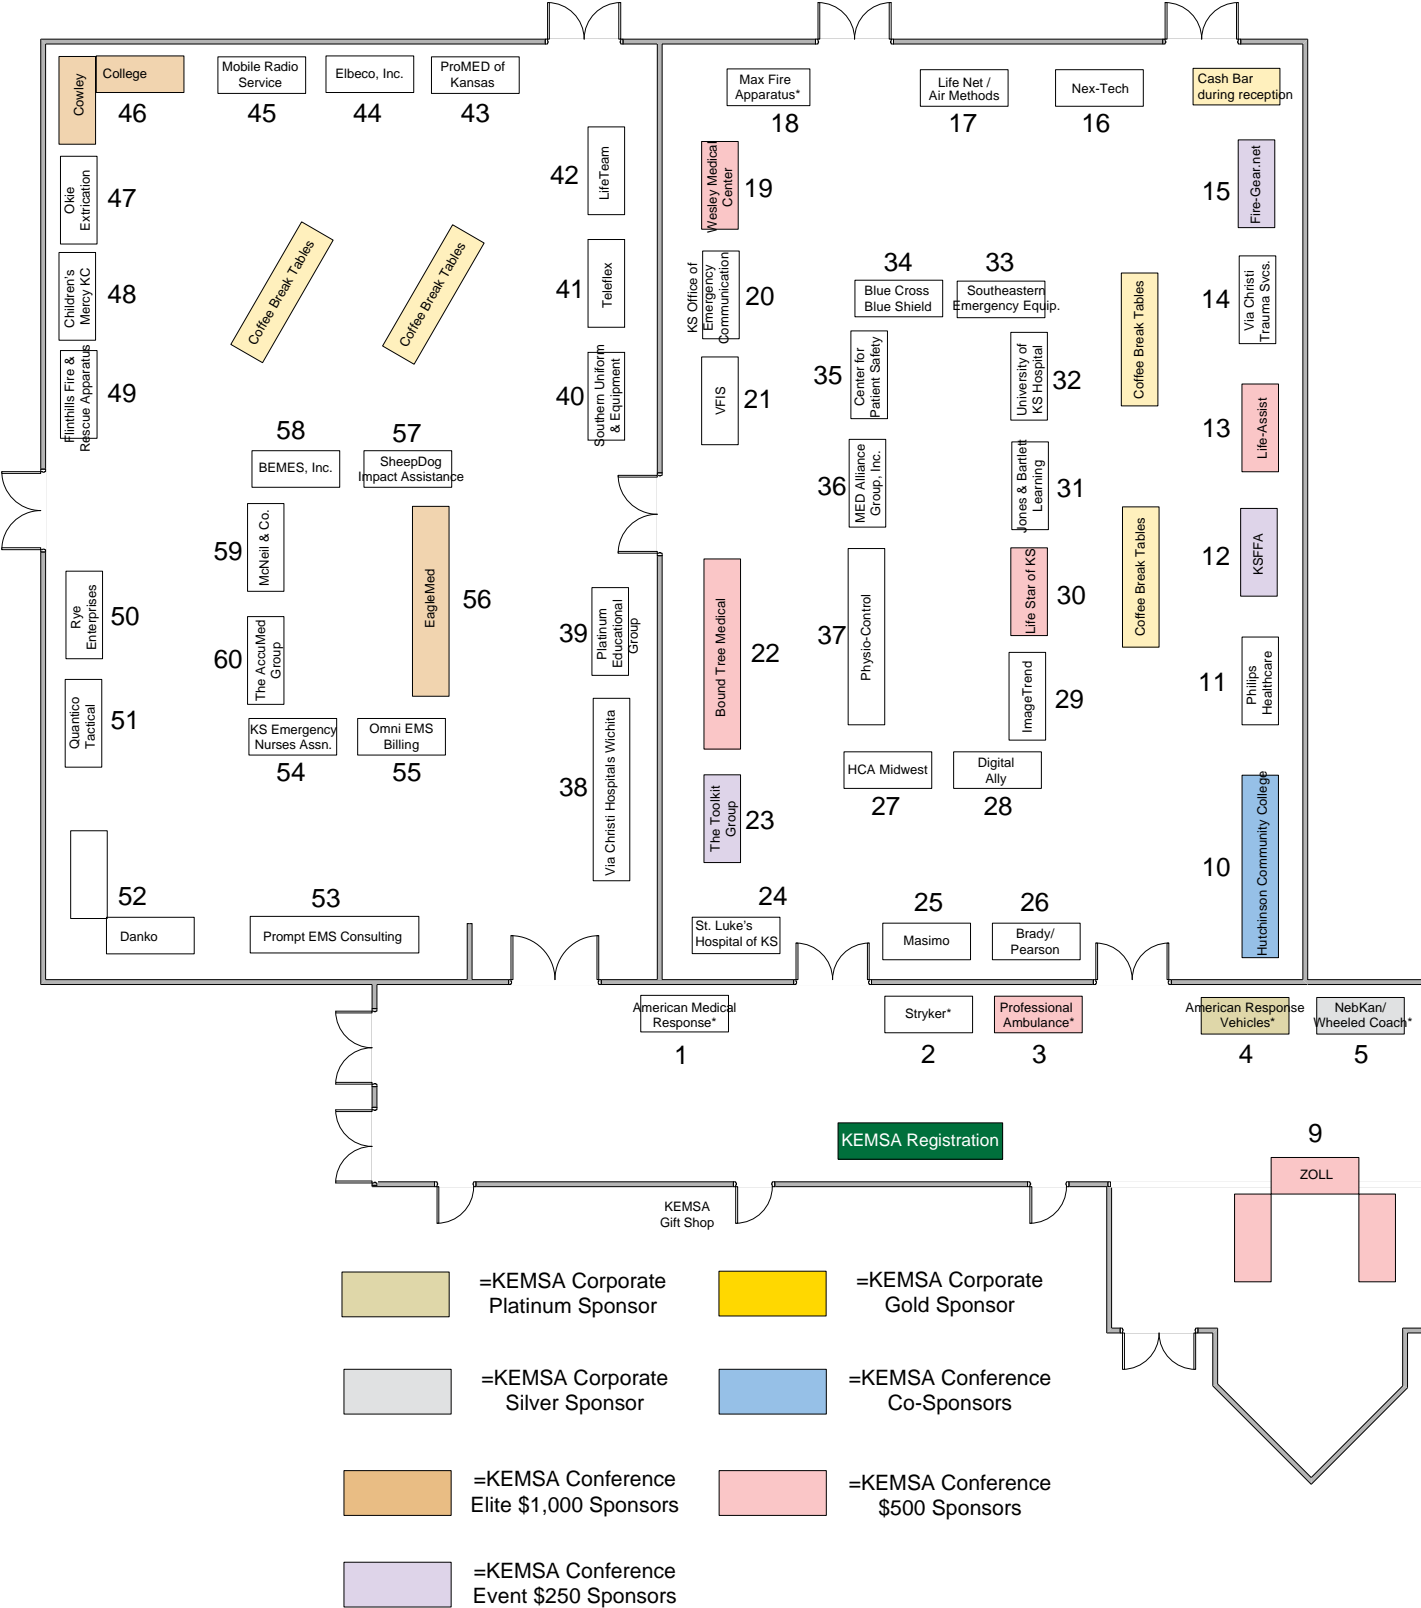 Cowley
College
46
Mobile Radio
Service
45
Elbeco, Inc.
44
ProMED of
Kansas
43
Max Fire
Apparatus*
18
Life Net /
Air Methods
17
Nex-Tech
16
Cash Bar
during reception
Okie
Extrication
47
LifeTeam
42
Wesley Medical
Center
19
Fire-Gear.net
15
Children's
Mercy KC
48
Coffee Break Tables
Coffee Break Tables
Teleflex
41
KS Office of
Emergency
Communication
20
34
Blue Cross
Blue Shield
33
Southeastern
Emergency Equip.
Coffee Break Tables
Via Christi
Trauma Svcs.
14
Flinthills Fire &
Rescue Apparatus
49
Southern Uniform
& Equipment
40
VFIS
21
Center for
Patient Safety
35
University of
KS Hospital
32
Life-Assist
13
58
BEMES, Inc.
57
SheepDog
Impact Assistance
MED Alliance
Group, Inc.
36
Jones & Bartlett
Learning
31
59
McNeil & Co.
EagleMed
56
Coffee Break Tables
KSFFA
12
Rye
Enterprises
50
60
The AccuMed
Group
39
Platinum
Educational
Group
Bound Tree Medical
22
37
Physio-Control
Life Star of KS
30
Quantico
Tactical
51
ImageTrend
29
11
Philips
Healthcare
KS Emergency
Nurses Assn.
54
Omni EMS
Billing
55
38
Via Christi Hospitals Wichita
HCA Midwest
27
Digital
Ally
28
The Toolkit
Group
23
10
Hutchinson Community College
52
Danko
53
Prompt EMS Consulting
24
St. Luke's
Hospital of KS
25
Masimo
26
Brady/
Pearson
American Medical
Response*
1
Stryker*
2
Professional
Ambulance*
3
American Response
Vehicles*
4
NebKan/
Wheeled Coach*
5
KEMSA Registration
9
ZOLL
KEMSA
Gift Shop
=KEMSA Corporate
Platinum Sponsor
=KEMSA Corporate
Gold Sponsor
=KEMSA Corporate
Silver Sponsor
=KEMSA Conference
Co-Sponsors
=KEMSA Conference
Elite $1,000 Sponsors
=KEMSA Conference
$500 Sponsors
=KEMSA Conference
Event $250 Sponsors